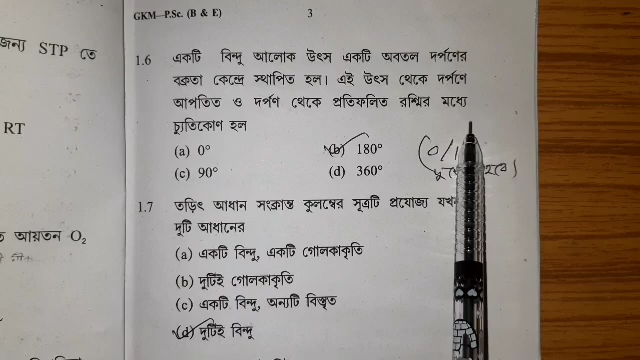 GKM—P.Sc. (B & E) 3
জন্য STP তে
RT
আয়তন O₂
1.6 একটি বিন্দু আলোক উৎস একটি অবতল দর্পণের
বক্রতা কেন্দ্রে স্থাপিত হল। এই উৎস থেকে দর্পণে
আপতিত ও দর্পণ থেকে প্রতিফলিত রশ্মির মধ্যে
চ্যুতিকোণ হল
(a) 0° (b) 180°
(c) 90° (d) 360°
1.7 তড়িৎ আধান সংক্রান্ত কুলম্বের সূত্রটি প্রযোজ্য যখন
দুটি আধানের
(a) একটি বিন্দু, একটি গোলকাকৃতি
(b) দুটিই গোলকাকৃতি
(c) একটি বিন্দু, অন্যটি বিস্তৃত
(d) দুটিই বিন্দু